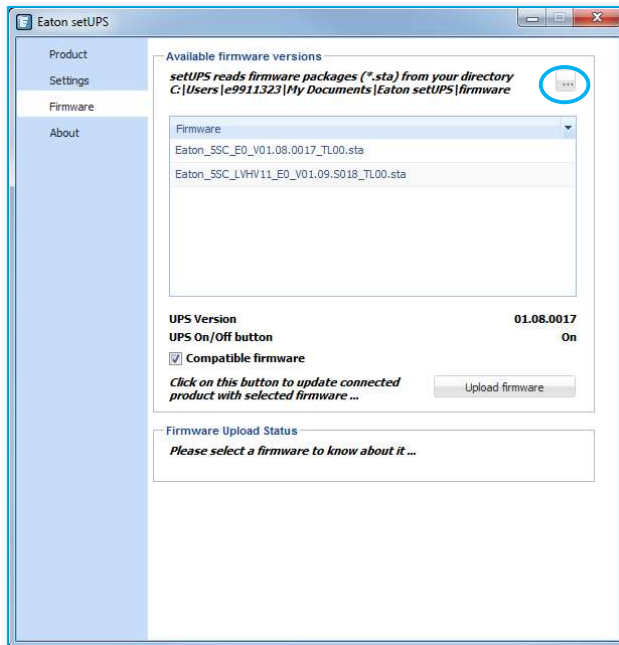 Eaton setUPS
Product
Settings
Firmware
About
Available firmware versions
setUPS reads firmware packages (*.sta) from your directory
C:|Users|e9911323|My Documents|Eaton setUPS|firmware
...
Firmware
Eaton_5SC_E0_V01.08.0017_TL00.sta
Eaton_5SC_LVHV11_E0_V01.09.S018_TL00.sta
UPS Version 01.08.0017
UPS On/Off button On
Compatible firmware
Click on this button to update connected
product with selected firmware ...
Upload firmware
Firmware Upload Status
Please select a firmware to know about it ...